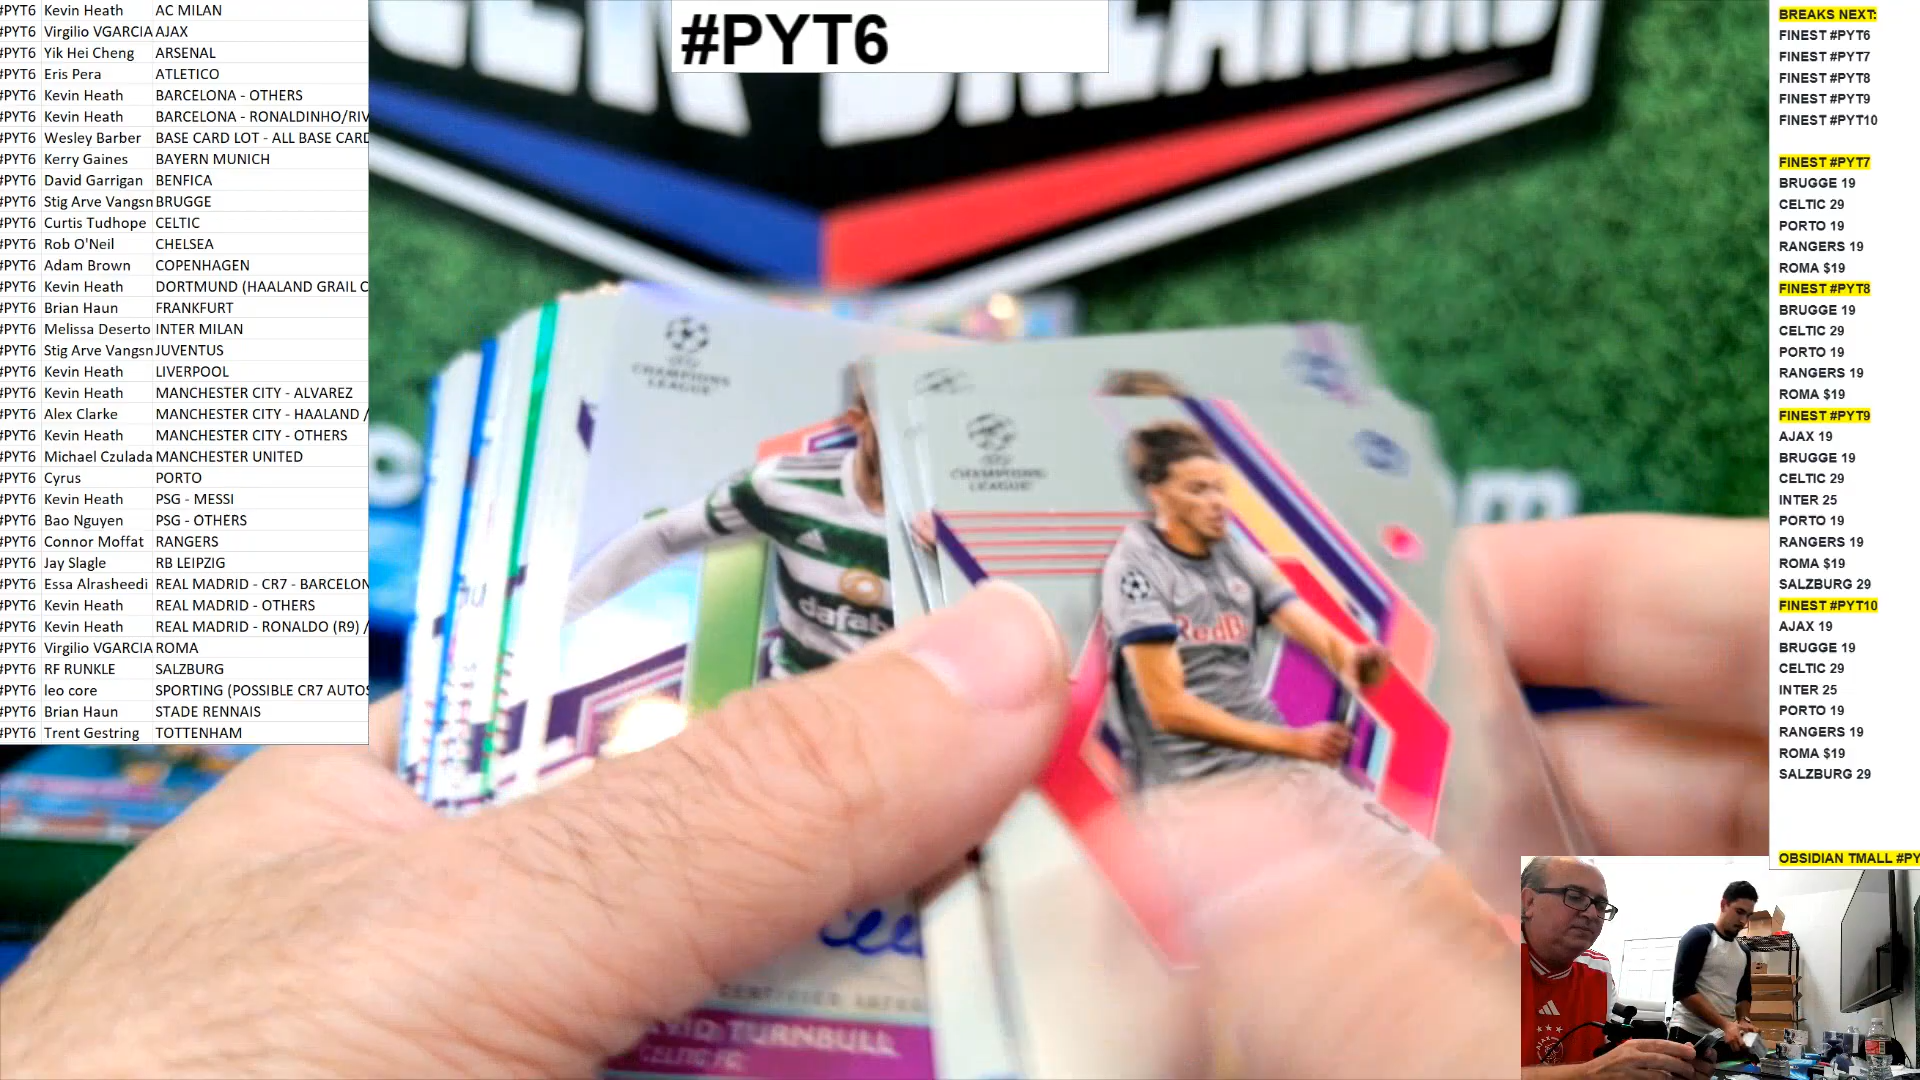 #PYT6 Kevin Heath AC MILAN
#PYT6 Virgilio VGARCIA AJAX
#PYT6 Yik Hei Cheng ARSENAL
#PYT6 Eris Pera ATLETICO
#PYT6 Kevin Heath BARCELONA - OTHERS
#PYT6 Kevin Heath BARCELONA - RONALDINHO/RIV
#PYT6 Wesley Barber BASE CARD LOT - ALL BASE CARD
#PYT6 Kerry Gaines BAYERN MUNICH
#PYT6 David Garrigan BENFICA
#PYT6 Stig Arve Vangsn BRUGGE
#PYT6 Curtis Tudhope CELTIC
#PYT6 Rob O'Neil CHELSEA
#PYT6 Adam Brown COPENHAGEN
#PYT6 Kevin Heath DORTMUND (HAALAND GRAIL C
#PYT6 Brian Haun FRANKFURT
#PYT6 Melissa Deserto INTER MILAN
#PYT6 Stig Arve Vangsn JUVENTUS
#PYT6 Kevin Heath LIVERPOOL
#PYT6 Kevin Heath MANCHESTER CITY - ALVAREZ
#PYT6 Alex Clarke MANCHESTER CITY - HAALAND /
#PYT6 Kevin Heath MANCHESTER CITY - OTHERS
#PYT6 Michael Czulada MANCHESTER UNITED
#PYT6 Cyrus PORTO
#PYT6 Kevin Heath PSG - MESSI
#PYT6 Bao Nguyen PSG - OTHERS
#PYT6 Connor Moffat RANGERS
#PYT6 Jay Slagle RB LEIPZIG
#PYT6 Essa Alrasheedi REAL MADRID - CR7 - BARCELON
#PYT6 Kevin Heath REAL MADRID - OTHERS
#PYT6 Kevin Heath REAL MADRID - RONALDO (R9) /
#PYT6 Virgilio VGARCIA ROMA
#PYT6 RF RUNKLE SALZBURG
#PYT6 leo core SPORTING (POSSIBLE CR7 AUTOS
#PYT6 Brian Haun STADE RENNAIS
#PYT6 Trent Gestring TOTTENHAM
#PYT6
CHAMPIONS
LEAGUE
dafab
CHAMPIONS
LEAGUE
RedB
DAVID TURNBULL
CELTIC FC
BREAKS NEXT:
FINEST #PYT6
FINEST #PYT7
FINEST #PYT8
FINEST #PYT9
FINEST #PYT10
FINEST #PYT7
BRUGGE 19
CELTIC 29
PORTO 19
RANGERS 19
ROMA $19
FINEST #PYT8
BRUGGE 19
CELTIC 29
PORTO 19
RANGERS 19
ROMA $19
FINEST #PYT9
AJAX 19
BRUGGE 19
CELTIC 29
INTER 25
PORTO 19
RANGERS 19
ROMA $19
SALZBURG 29
FINEST #PYT10
AJAX 19
BRUGGE 19
CELTIC 29
INTER 25
PORTO 19
RANGERS 19
ROMA $19
SALZBURG 29
OBSIDIAN TMALL #PY